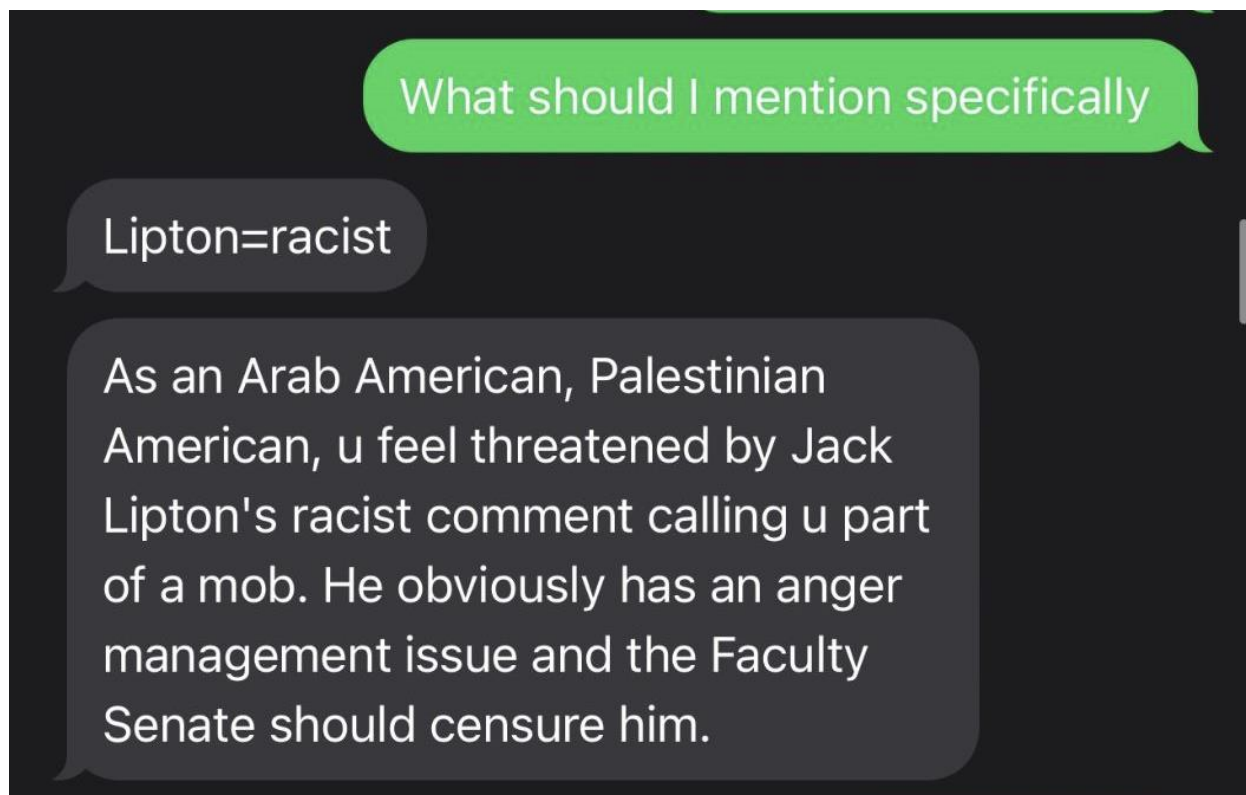 What should I mention specifically
Lipton=racist
As an Arab American, Palestinian
American, u feel threatened by Jack
Lipton's racist comment calling u part
of a mob. He obviously has an anger
management issue and the Faculty
Senate should censure him.